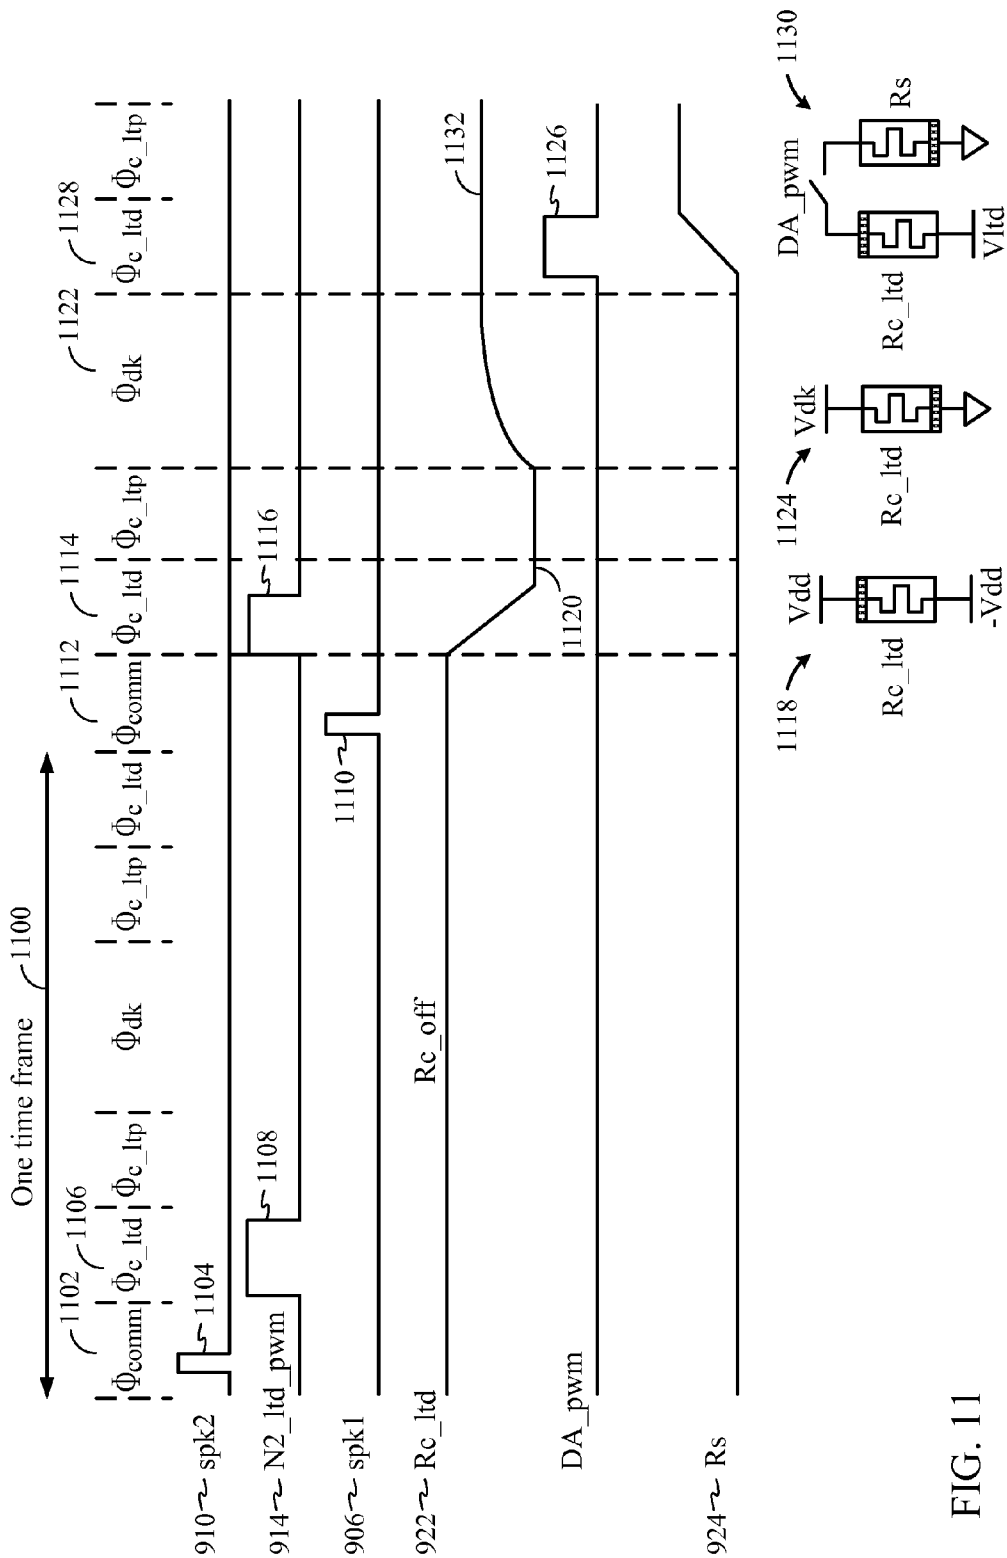 One time frame 1100
1102 1106 1112 1114 1122 1128
Φcomm Φc_ltd Φc_ltp Φdk Φc_ltp Φc_ltd Φcomm Φc_ltd Φc_ltp Φdk Φc_ltd Φc_ltp
910 spk2 1104
914 N2_ltd_pwm 1108 1116
906 spk1 1110
922 Rc_ltd Rc_off 1120 1132
DA_pwm 1126
924 Rs
1118 Vdd Rc_ltd -Vdd
1124 Vdk Rc_ltd
DA_pwm 1130
Rc_ltd Rs
Vltd
FIG. 11